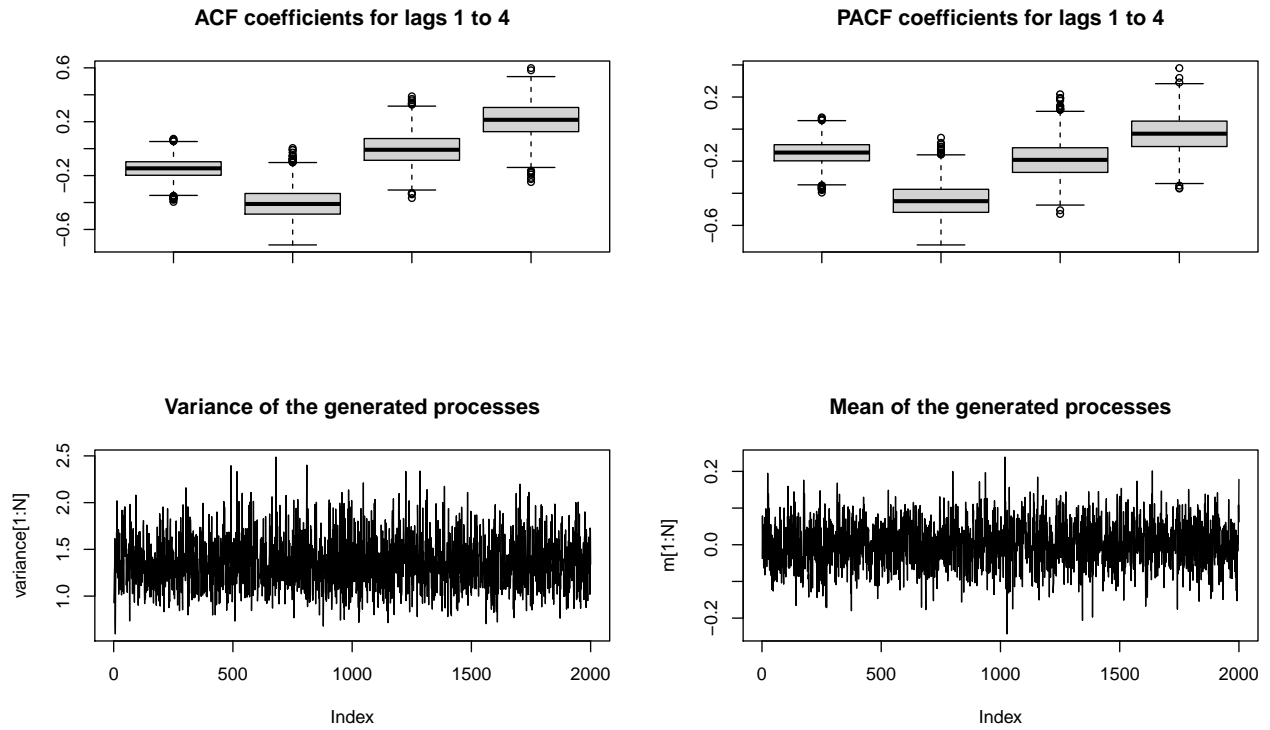 ACF coefficients for lags 1 to 4
−0.6
−0.2
0.2
0.6
PACF coefficients for lags 1 to 4
−0.6
−0.2
0.2
Variance of the generated processes
variance[1:N]
1.0
1.5
2.0
2.5
0 500 1000 1500 2000
Index
Mean of the generated processes
m[1:N]
−0.2
0.0
0.2
0 500 1000 1500 2000
Index